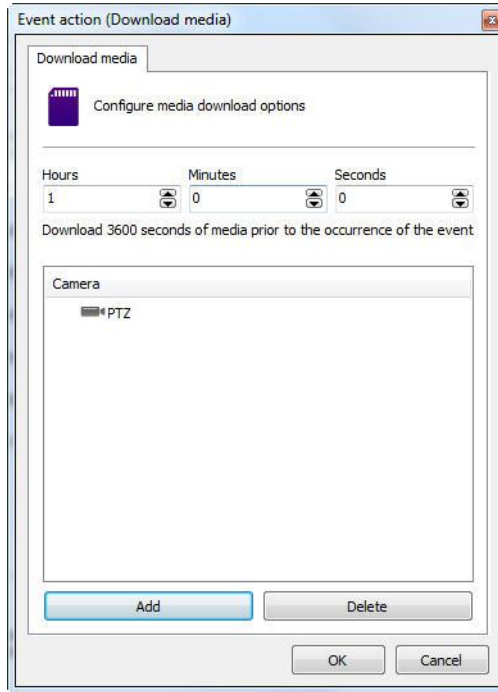 Event action (Download media)
Download media
Configure media download options
Hours Minutes Seconds
1 0 0
Download 3600 seconds of media prior to the occurrence of the event
Camera
PTZ
Add Delete
OK Cancel